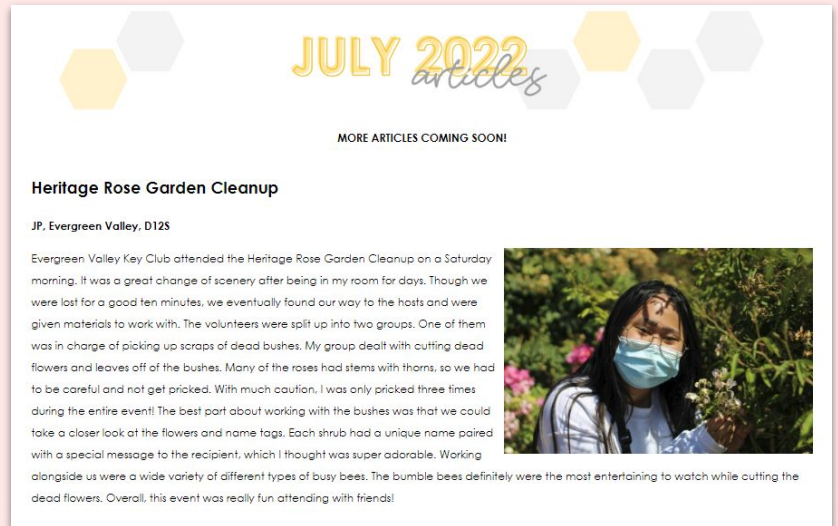 JULY 2022
articles
MORE ARTICLES COMING SOON!
Heritage Rose Garden Cleanup
JP, Evergreen Valley, D12S
Evergreen Valley Key Club attended the Heritage Rose Garden Cleanup on a Saturday
morning. It was a great change of scenery after being in my room for days. Though we
were lost for a good ten minutes, we eventually found our way to the hosts and were
given materials to work with. The volunteers were split up into two groups. One of them
was in charge of picking up scraps of dead bushes. My group dealt with cutting dead
flowers and leaves off of the bushes. Many of the roses had stems with thorns, so we had
to be careful and not get pricked. With much caution, I was only pricked three times
during the entire event! The best part about working with the bushes was that we could
take a closer look at the flowers and name tags. Each shrub had a unique name paired
with a special message to the recipient, which I thought was super adorable. Working
alongside us were a wide variety of different types of busy bees. The bumble bees definitely were the most entertaining to watch while cutting the
dead flowers. Overall, this event was really fun attending with friends!